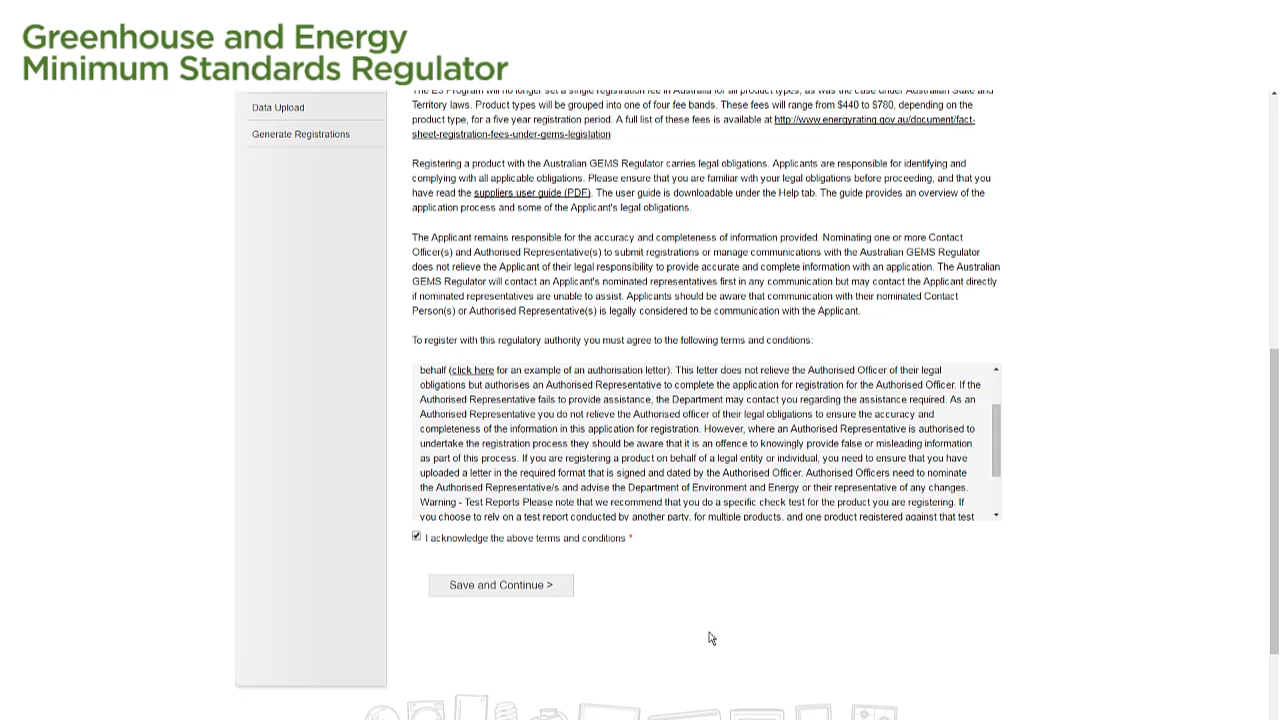 Greenhouse and Energy
Minimum Standards Regulator
Data Upload
Generate Registrations
The E3 Program will no longer set a single registration fee in Australia for all product types, as was the case under Australian State and
Territory laws. Product types will be grouped into one of four fee bands. These fees will range from $440 to $780, depending on the
product type, for a five year registration period. A full list of these fees is available at http://www.energyrating.gov.au/document/fact-
sheet-registration-fees-under-gems-legislation
Registering a product with the Australian GEMS Regulator carries legal obligations. Applicants are responsible for identifying and
complying with all applicable obligations. Please ensure that you are familiar with your legal obligations before proceeding, and that you
have read the suppliers user guide (PDF). The user guide is downloadable under the Help tab. The guide provides an overview of the
application process and some of the Applicant's legal obligations.
The Applicant remains responsible for the accuracy and completeness of information provided. Nominating one or more Contact
Officer(s) and Authorised Representative(s) to submit registrations or manage communications with the Australian GEMS Regulator
does not relieve the Applicant of their legal responsibility to provide accurate and complete information with an application. The Australian
GEMS Regulator will contact an Applicant's nominated representatives first in any communication but may contact the Applicant directly
if nominated representatives are unable to assist. Applicants should be aware that communication with their nominated Contact
Person(s) or Authorised Representative(s) is legally considered to be communication with the Applicant.
To register with this regulatory authority you must agree to the following terms and conditions:
behalf (click here for an example of an authorisation letter). This letter does not relieve the Authorised Officer of their legal
obligations but authorises an Authorised Representative to complete the application for registration for the Authorised Officer. If the
Authorised Representative fails to provide assistance, the Department may contact you regarding the assistance required. As an
Authorised Representative you do not relieve the Authorised officer of their legal obligations to ensure the accuracy and
completeness of the information in this application for registration. However, where an Authorised Representative is authorised to
undertake the registration process they should be aware that it is an offence to knowingly provide false or misleading information
as part of this process. If you are registering a product on behalf of a legal entity or individual, you need to ensure that you have
uploaded a letter in the required format that is signed and dated by the Authorised Officer. Authorised Officers need to nominate
the Authorised Representative/s and advise the Department of Environment and Energy or their representative of any changes.
Warning - Test Reports Please note that we recommend that you do a specific check test for the product you are registering. If
you choose to rely on a test report conducted by another party, for multiple products, and one product registered against that test
I acknowledge the above terms and conditions *
Save and Continue >